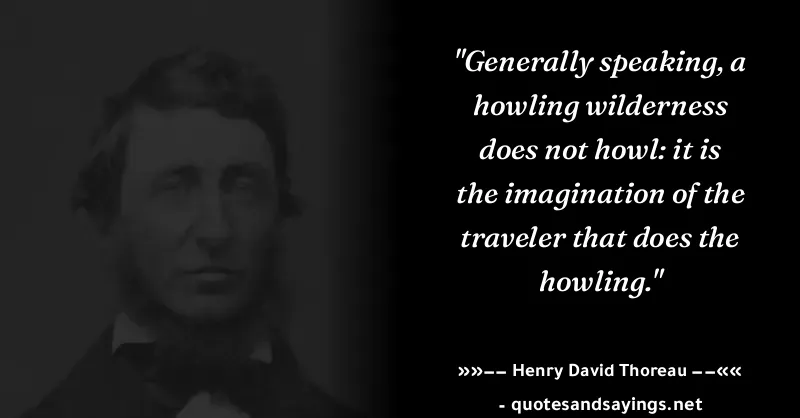 "Generally speaking, a
howling wilderness
does not howl: it is
the imagination of the
traveler that does the
howling."
»»−− Henry David Thoreau −−««
- quotesandsayings.net